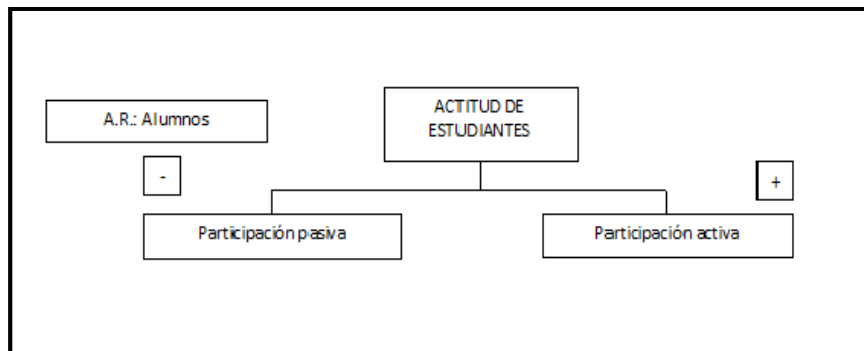 A.R.: Alumnos
ACTITUD DE
ESTUDIANTES
-
+
Participación pasiva
Participación activa